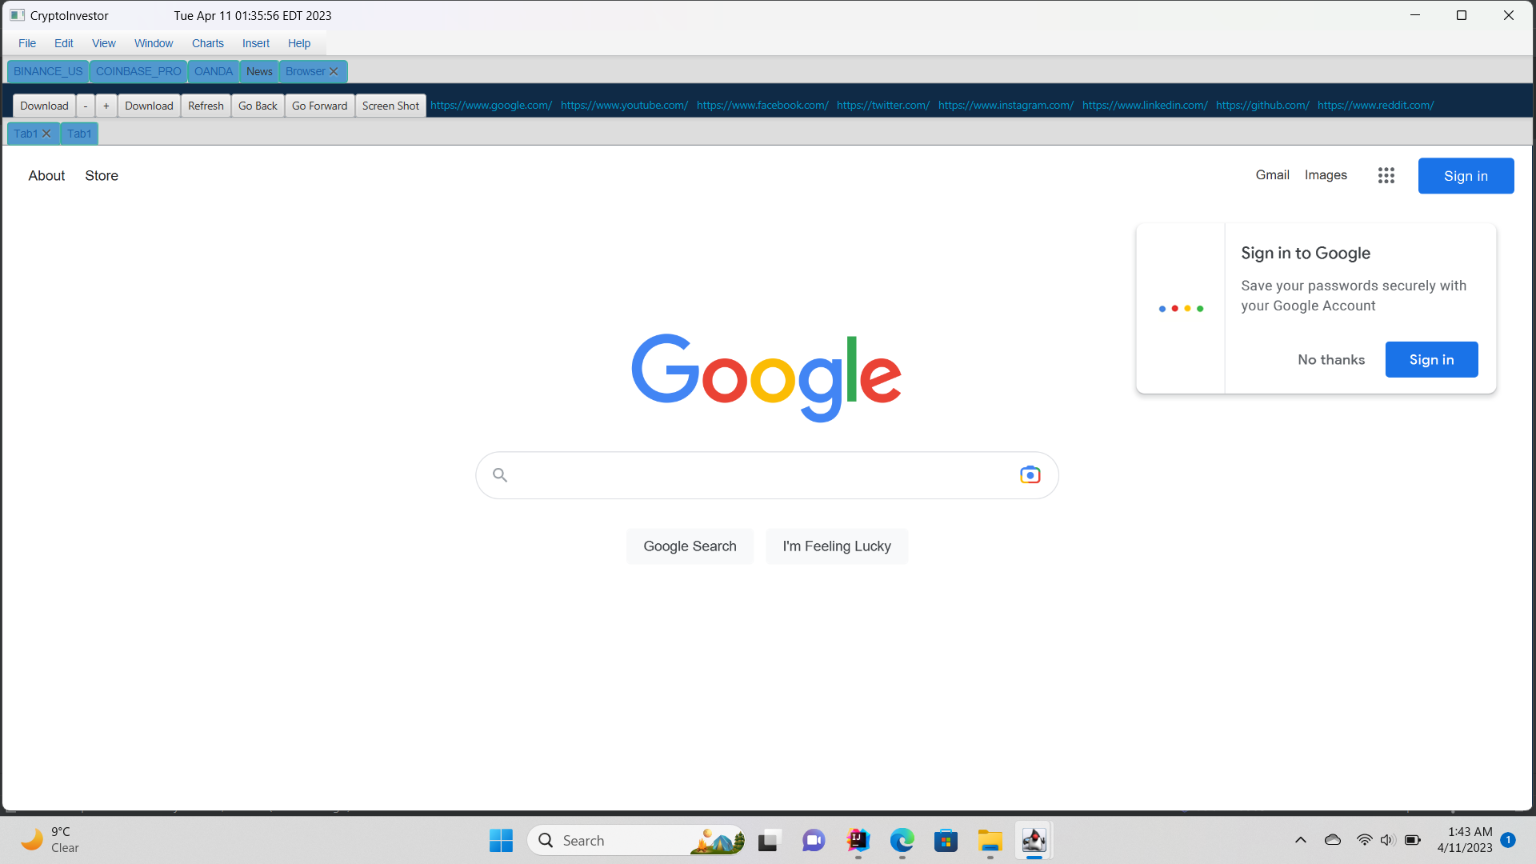 CryptoInvestor Tue Apr 11 01:35:56 EDT 2023
File Edit View Window Charts Insert Help
BINANCE_US COINBASE_PRO OANDA News Browser
Download - + Download Refresh Go Back Go Forward Screen Shot https://www.google.com/ https://www.youtube.com/ https://www.facebook.com/ https://twitter.com/ https://www.instagram.com/ https://www.linkedin.com/ https://github.com/ https://www.reddit.com/
Tab1 Tab1
About Store Gmail Images Sign in
Sign in to Google
Save your passwords securely with
your Google Account
No thanks Sign in
Google
Google Search I'm Feeling Lucky
9°C
Clear
Search
IJ
1:43 AM
4/11/2023
1